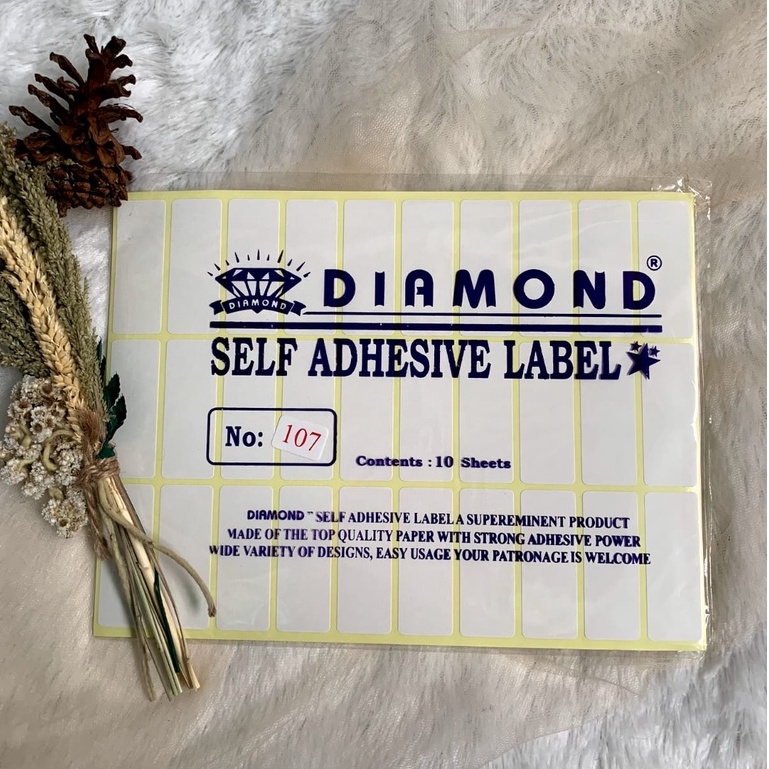 DIAMOND
DIAMOND®
SELF ADHESIVE LABEL
No: 107
Contents : 10 Sheets
DIAMOND ™ SELF ADHESIVE LABEL A SUPEREMINENT PRODUCT
MADE OF THE TOP QUALITY PAPER WITH STRONG ADHESIVE POWER
WIDE VARIETY OF DESIGNS, EASY USAGE YOUR PATRONAGE IS WELCOME